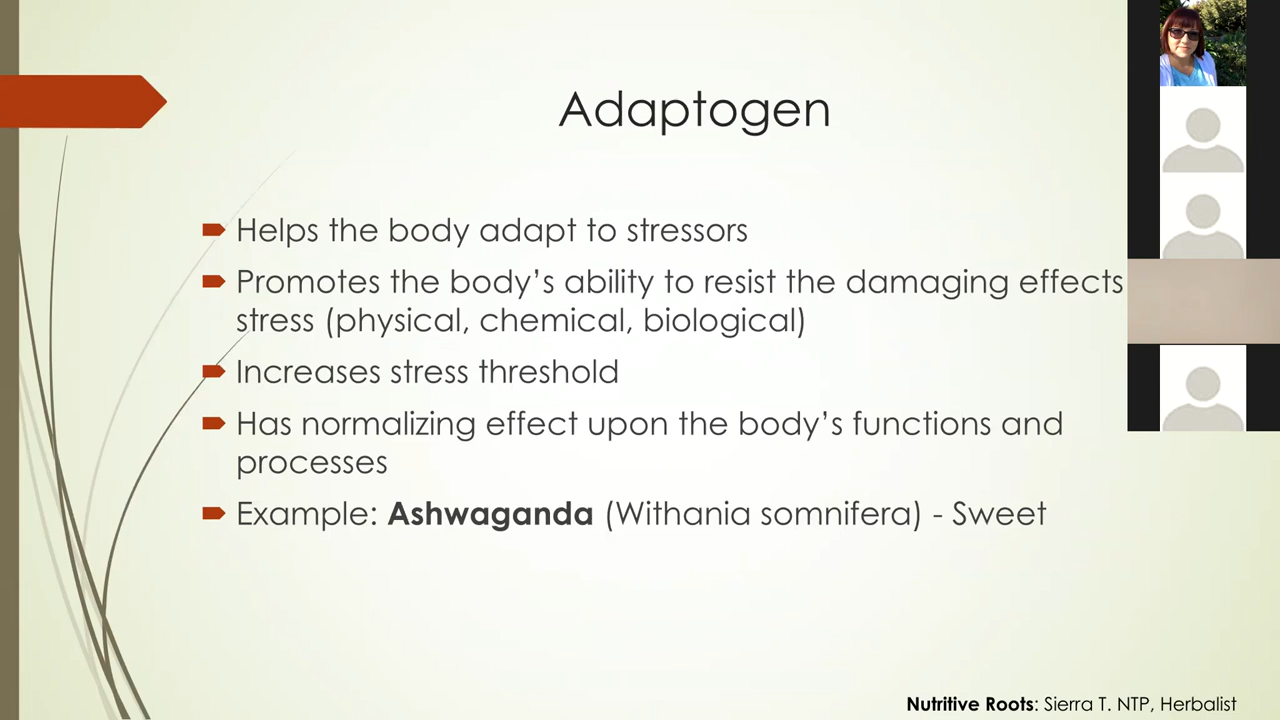 Adaptogen
Helps the body adapt to stressors
Promotes the body's ability to resist the damaging effects
stress (physical, chemical, biological)
Increases stress threshold
Has normalizing effect upon the body's functions and
processes
Example: Ashwaganda (Withania somnifera) - Sweet
Nutritive Roots: Sierra T. NTP, Herbalist